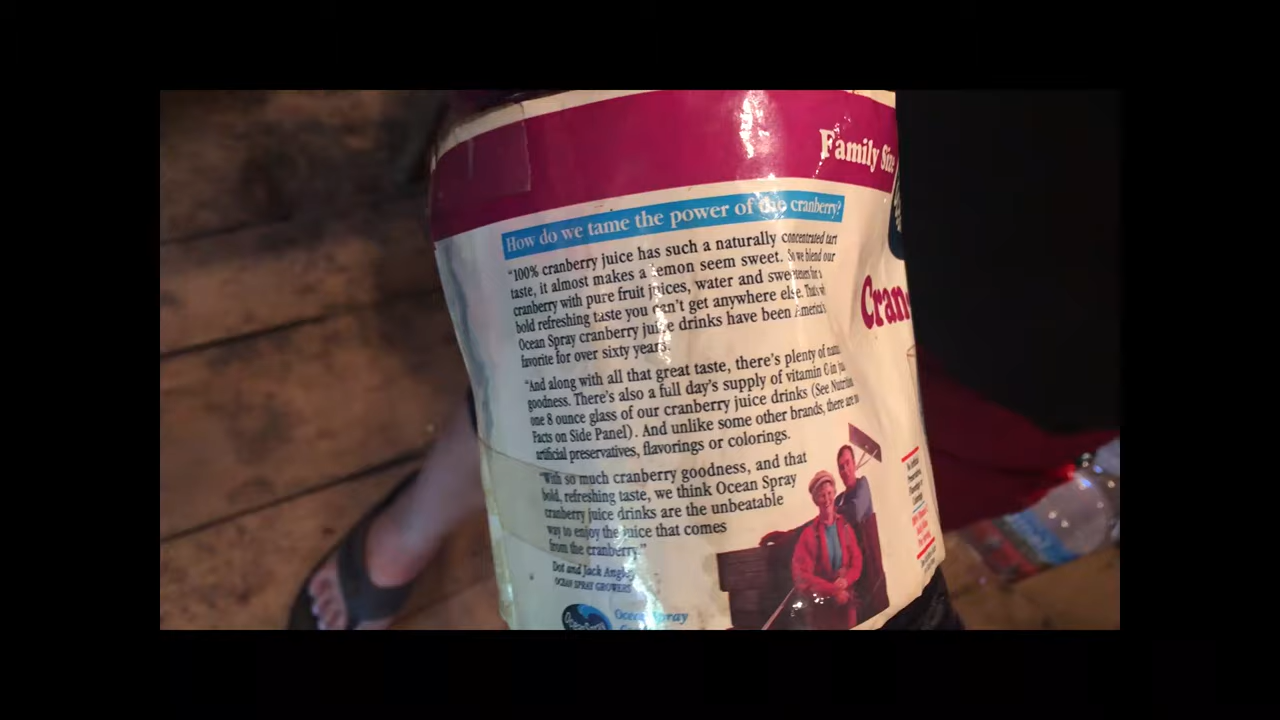 Family Size
How do we tame the power of the cranberry?
"100% cranberry juice has such a naturally concentrated tart
taste, it almost makes a lemon seem sweet. So we blend our
cranberry with pure fruit juices, water and sweeteners for a
bold refreshing taste you can't get anywhere else. That's why
Ocean Spray cranberry juice drinks have been America's
favorite for over sixty years.
"And along with all that great taste, there's plenty of
goodness. There's also a full day's supply of vitamin C in
one 8 ounce glass of our cranberry juice drinks (See Nutrition
Facts on Side Panel). And unlike some other brands, there are
artificial preservatives, flavorings or colorings.
"With so much cranberry goodness, and that
bold, refreshing taste, we think Ocean Spray
cranberry juice drinks are the unbeatable
way to enjoy the juice that comes
from the cranberry."
Dot and Jack Angley
OCEAN SPRAY GROWERS
Ocean Spray
Cran